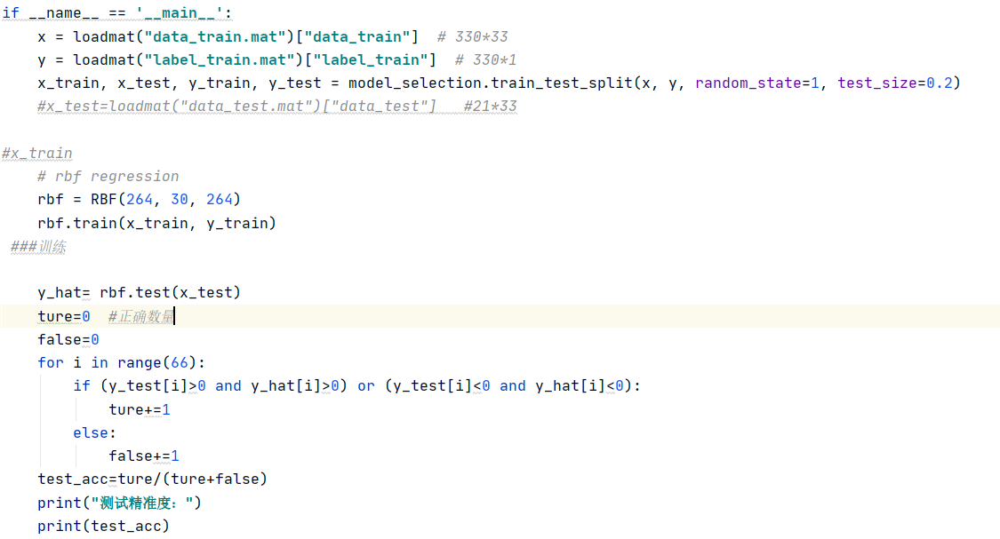 if __name__ == '__main__':
    x = loadmat("data_train.mat")["data_train"]  # 330*33
    y = loadmat("label_train.mat")["label_train"]  # 330*1
    x_train, x_test, y_train, y_test = model_selection.train_test_split(x, y, random_state=1, test_size=0.2)
    #x_test=loadmat("data_test.mat")["data_test"]   #21*33
#x_train
    # rbf regression
    rbf = RBF(264, 30, 264)
    rbf.train(x_train, y_train)
 ###训练
    y_hat= rbf.test(x_test)
    ture=0  #正确数量
    false=0
    for i in range(66):
        if (y_test[i]>0 and y_hat[i]>0) or (y_test[i]<0 and y_hat[i]<0):
            ture+=1
        else:
            false+=1
    test_acc=ture/(ture+false)
    print("测试精准度：")
    print(test_acc)